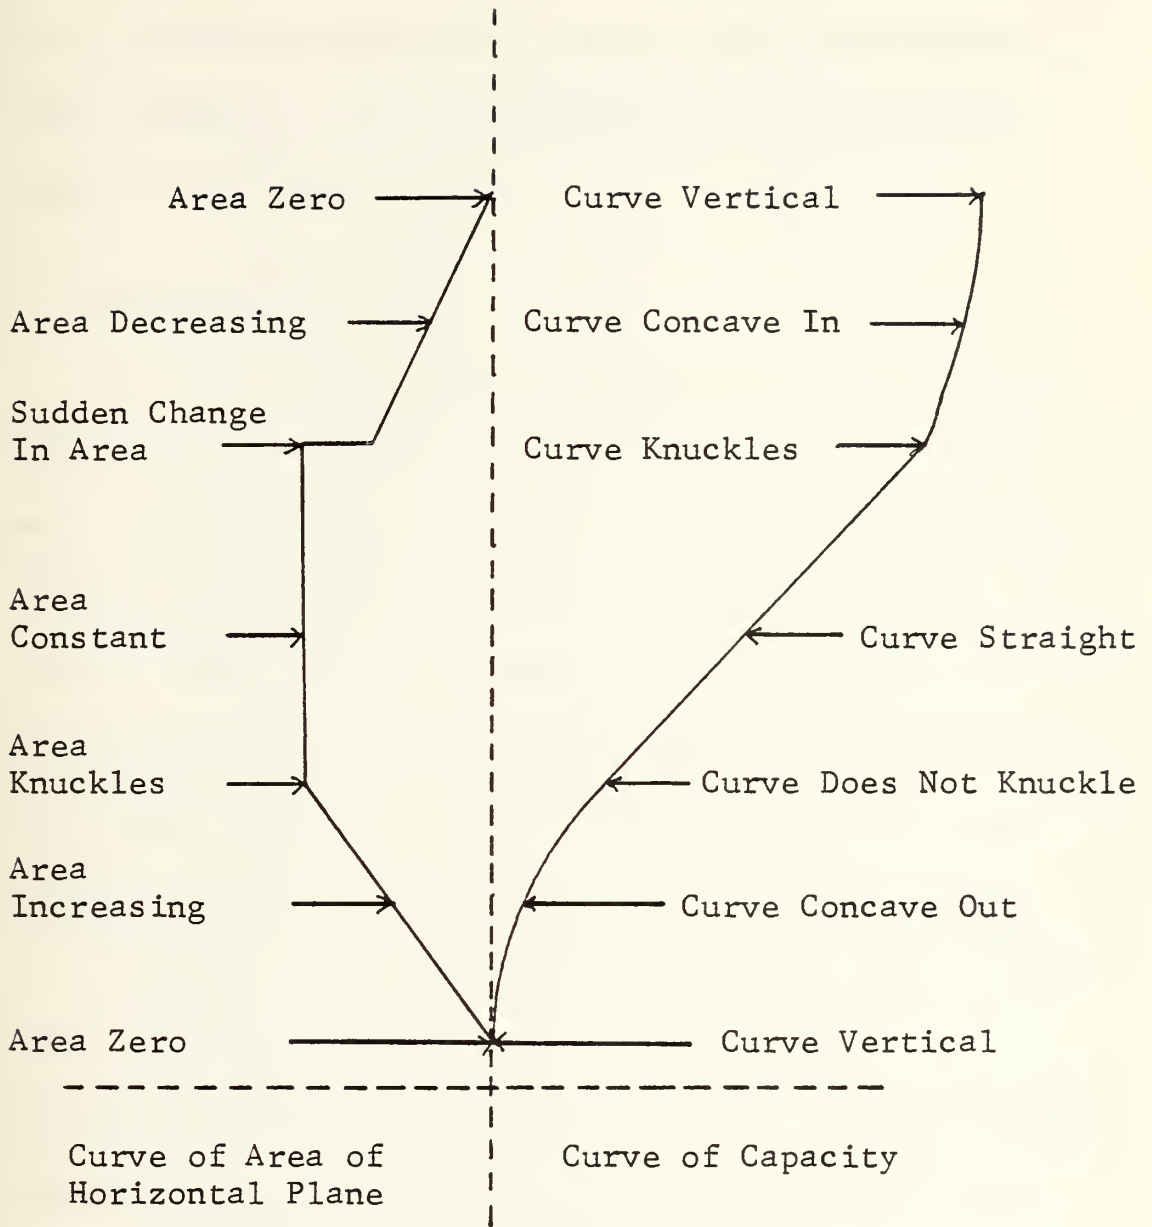 Area Zero
Curve Vertical
Area Decreasing
Curve Concave In
Sudden Change
In Area
Curve Knuckles
Area
Constant
Curve Straight
Area
Knuckles
Curve Does Not Knuckle
Area
Increasing
Curve Concave Out
Area Zero
Curve Vertical
Curve of Area of
Horizontal Plane
Curve of Capacity